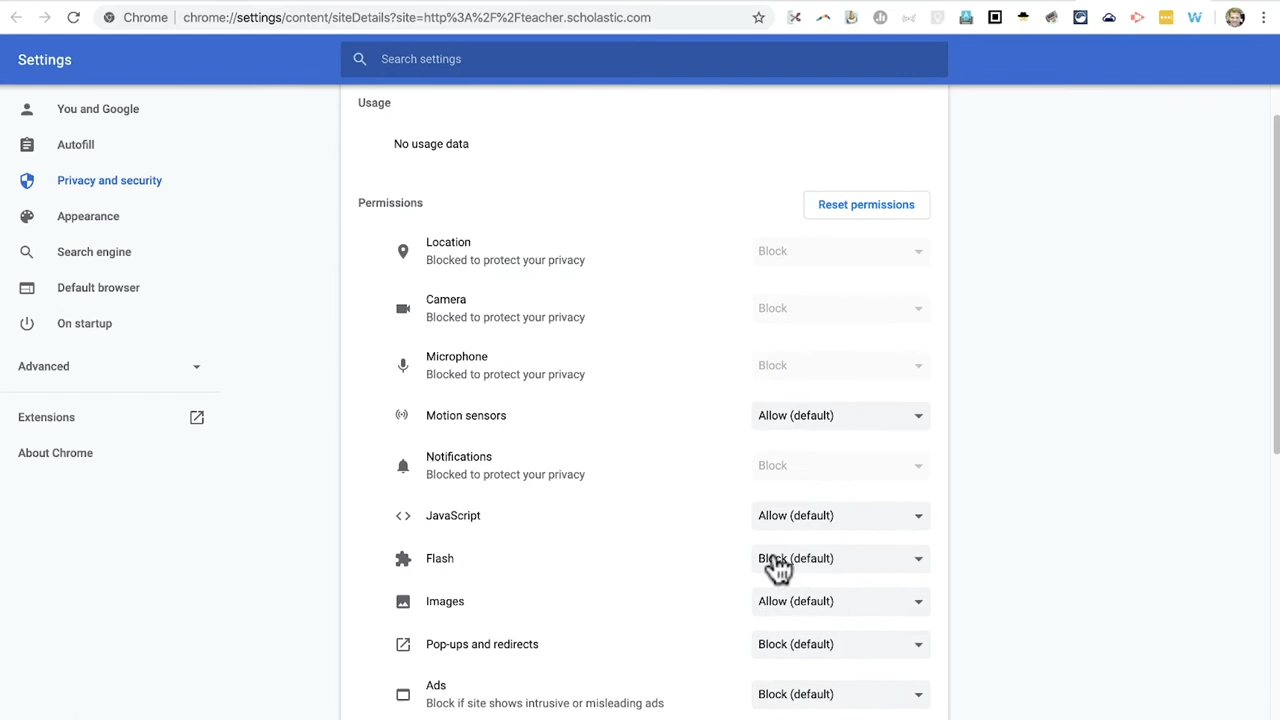 Chrome
chrome://settings/content/siteDetails?site=http%3A%2F%2Fteacher.scholastic.com
Settings
Search settings
You and Google
Autofill
Privacy and security
Appearance
Search engine
Default browser
On startup
Advanced
Extensions
About Chrome
Usage
No usage data
Permissions
Reset permissions
Location
Blocked to protect your privacy
Block
Camera
Blocked to protect your privacy
Block
Microphone
Blocked to protect your privacy
Block
Motion sensors
Allow (default)
Notifications
Blocked to protect your privacy
Block
JavaScript
Allow (default)
Flash
Block (default)
Images
Allow (default)
Pop-ups and redirects
Block (default)
Ads
Block if site shows intrusive or misleading ads
Block (default)